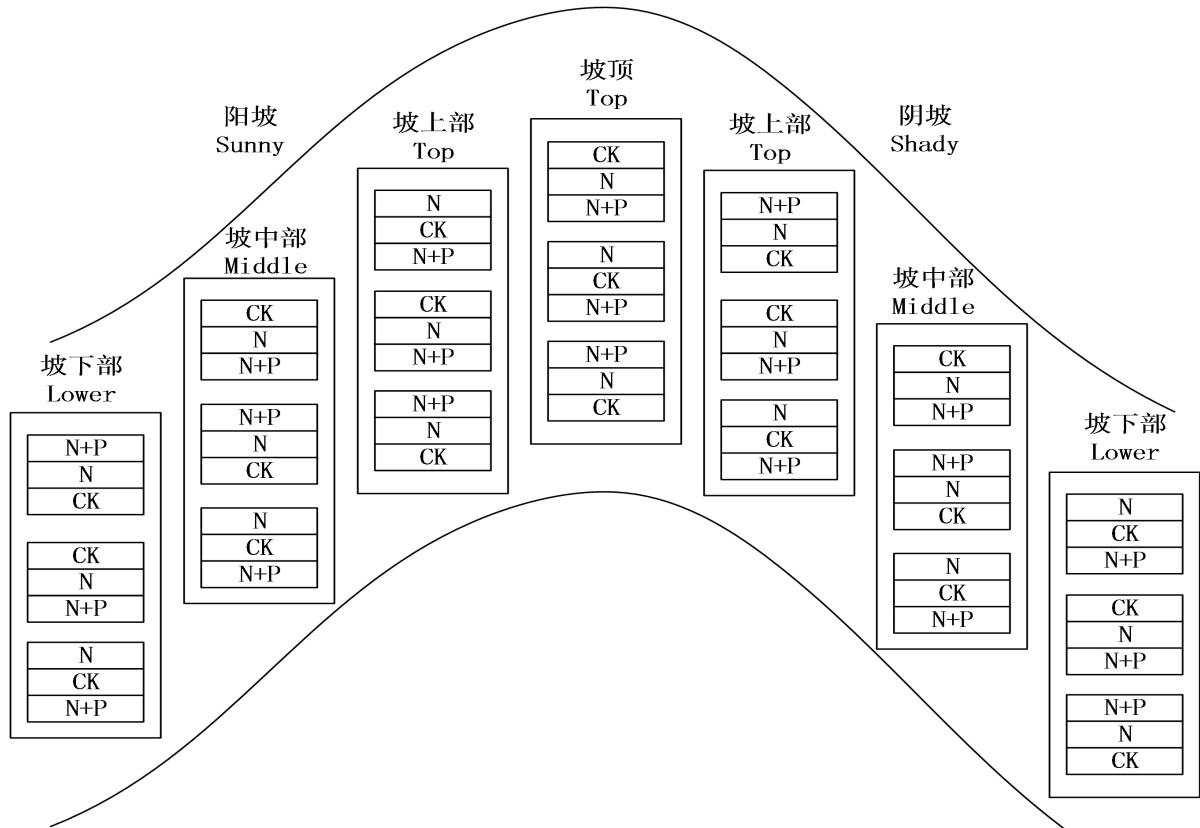 阳坡
Sunny
坡下部
Lower
N+P
N
CK
CK
N
N+P
N
CK
N+P
坡中部
Middle
CK
N
N+P
N+P
N
CK
N
CK
N+P
坡上部
Top
N
CK
N+P
CK
N
N+P
N+P
N
CK
坡顶
Top
CK
N
N+P
N
CK
N+P
N+P
N
CK
坡上部
Top
N+P
N
CK
CK
N
N+P
N
CK
N+P
阴坡
Shady
坡中部
Middle
CK
N
N+P
N+P
N
CK
N
CK
N+P
坡下部
Lower
N
CK
N+P
CK
N
N+P
N+P
N
CK